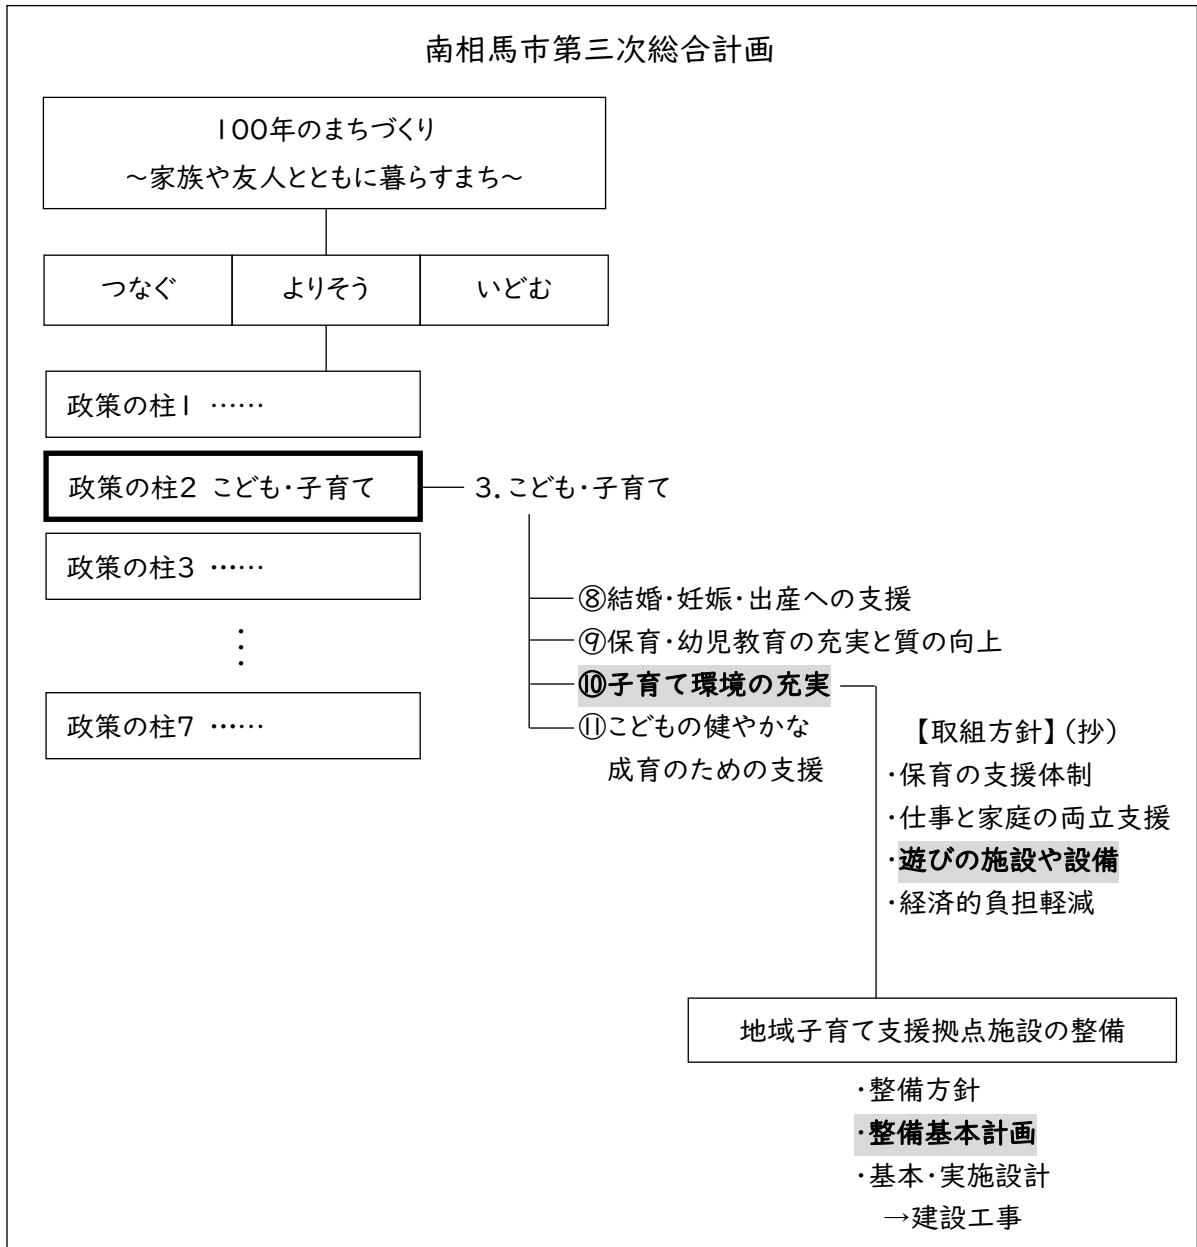 南相馬市第三次総合計画
100年のまちづくり
～家族や友人とともに暮らすまち～
つなぐ
よりそう
いどむ
政策の柱1 ……
政策の柱2 こども・子育て
3.こども・子育て
政策の柱3 ……
⋮
政策の柱7 ……
⑧結婚・妊娠・出産への支援
⑨保育・幼児教育の充実と質の向上
⑩子育て環境の充実
⑪こどもの健やかな
成育のための支援
【取組方針】（抄）
・保育の支援体制
・仕事と家庭の両立支援
・遊びの施設や設備
・経済的負担軽減
地域子育て支援拠点施設の整備
・整備方針
・整備基本計画
・基本・実施設計
→建設工事